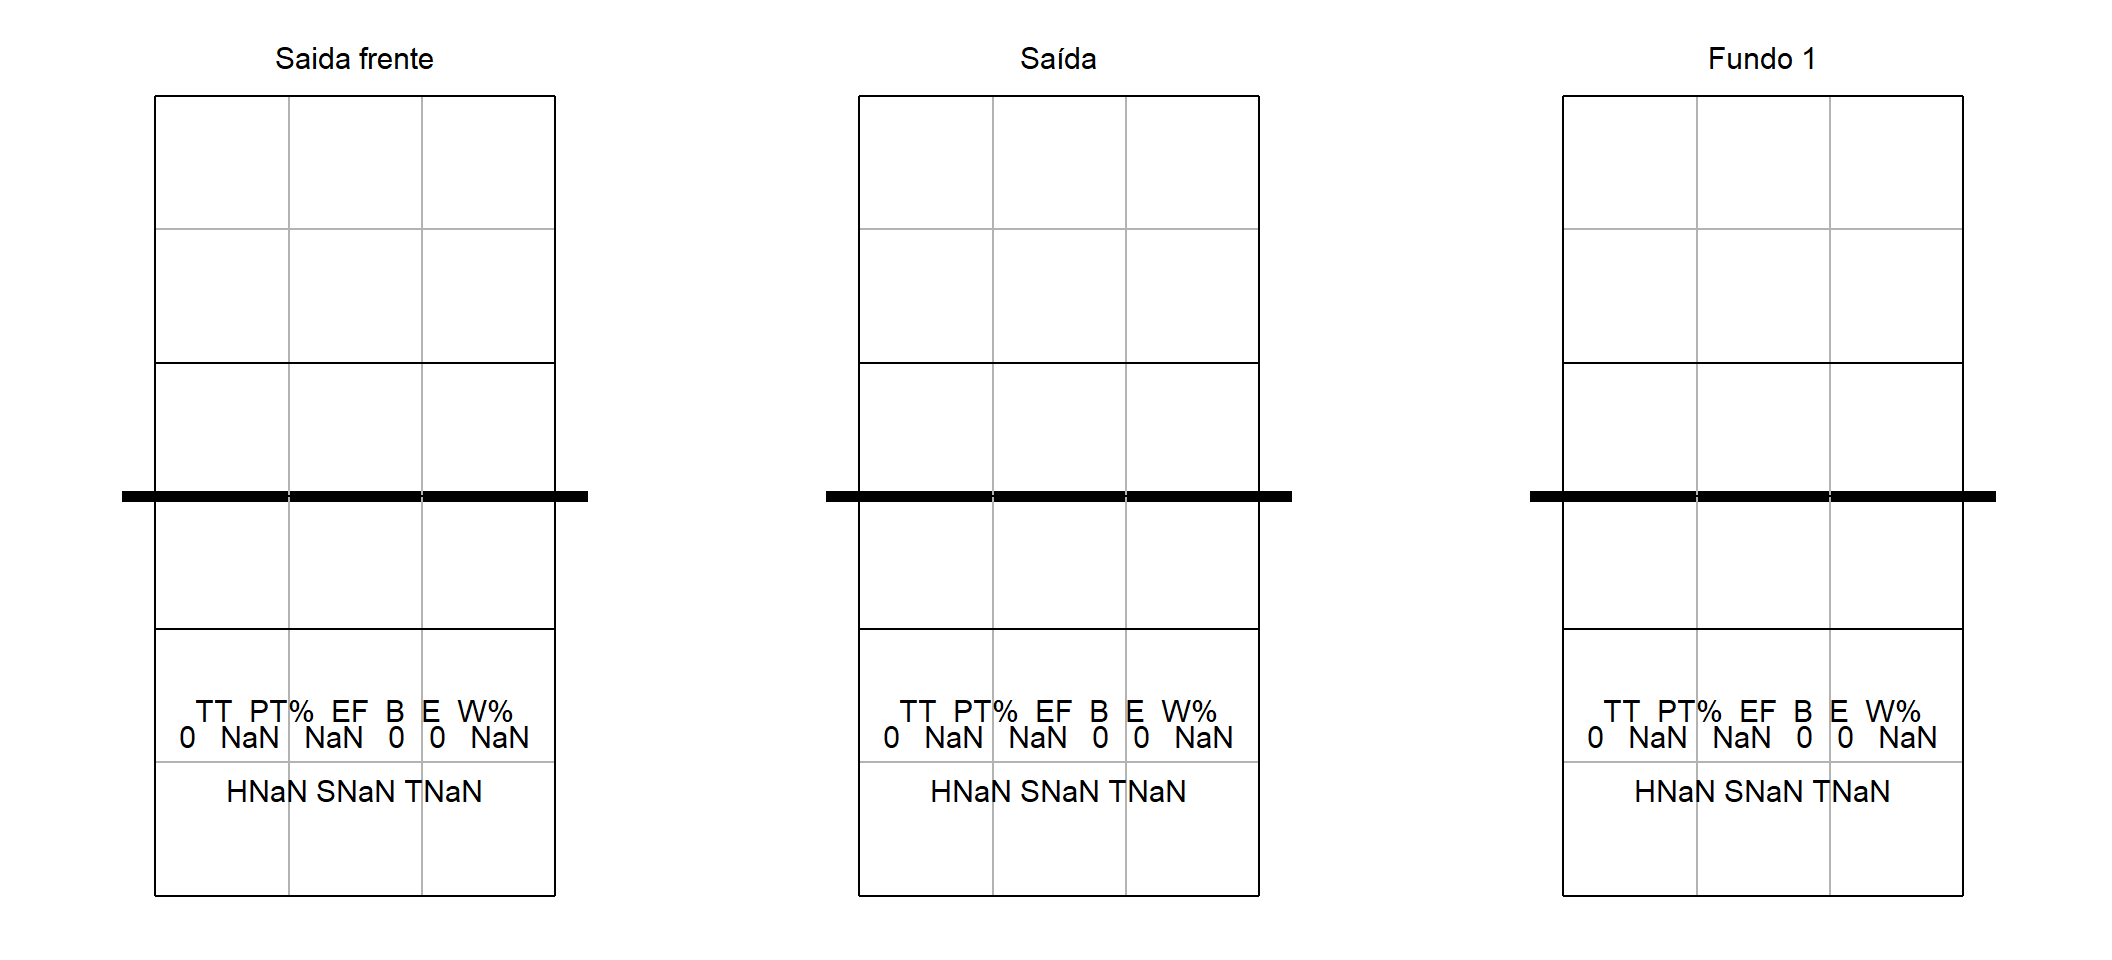 Saida frente
TT PT% EF B E W%
0 NaN NaN 0 0 NaN
HNaN SNaN TNaN
Saída
TT PT% EF B E W%
0 NaN NaN 0 0 NaN
HNaN SNaN TNaN
Fundo 1
TT PT% EF B E W%
0 NaN NaN 0 0 NaN
HNaN SNaN TNaN